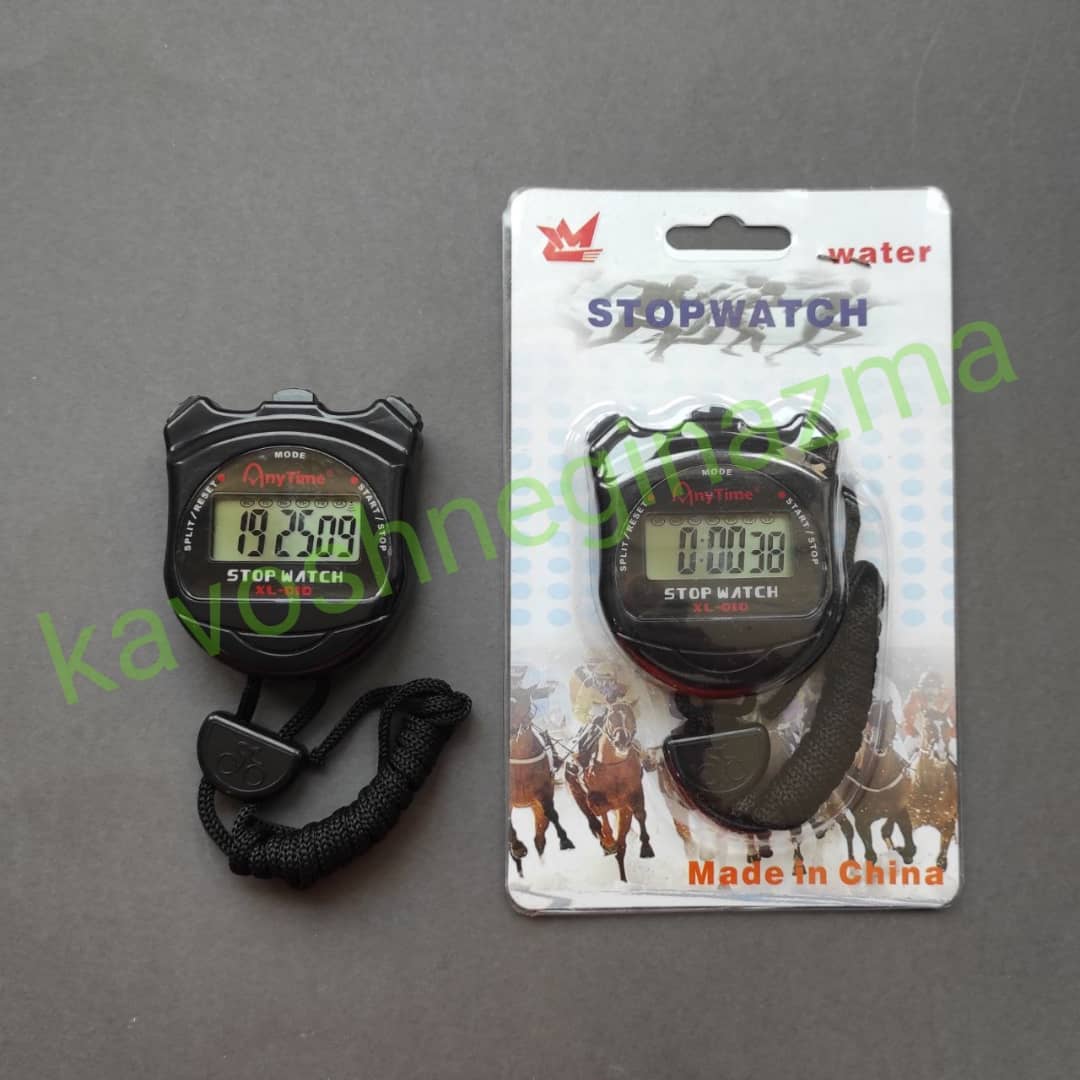 MODE
AnyTime
SPLIT/RESET
START/STOP
19 25 09
STOP WATCH
XL-010
water
STOPWATCH
MODE
AnyTime
SPLIT/RESET
START/STOP
0:00 38
STOP WATCH
XL-010
Made in China
kavoshneginazma